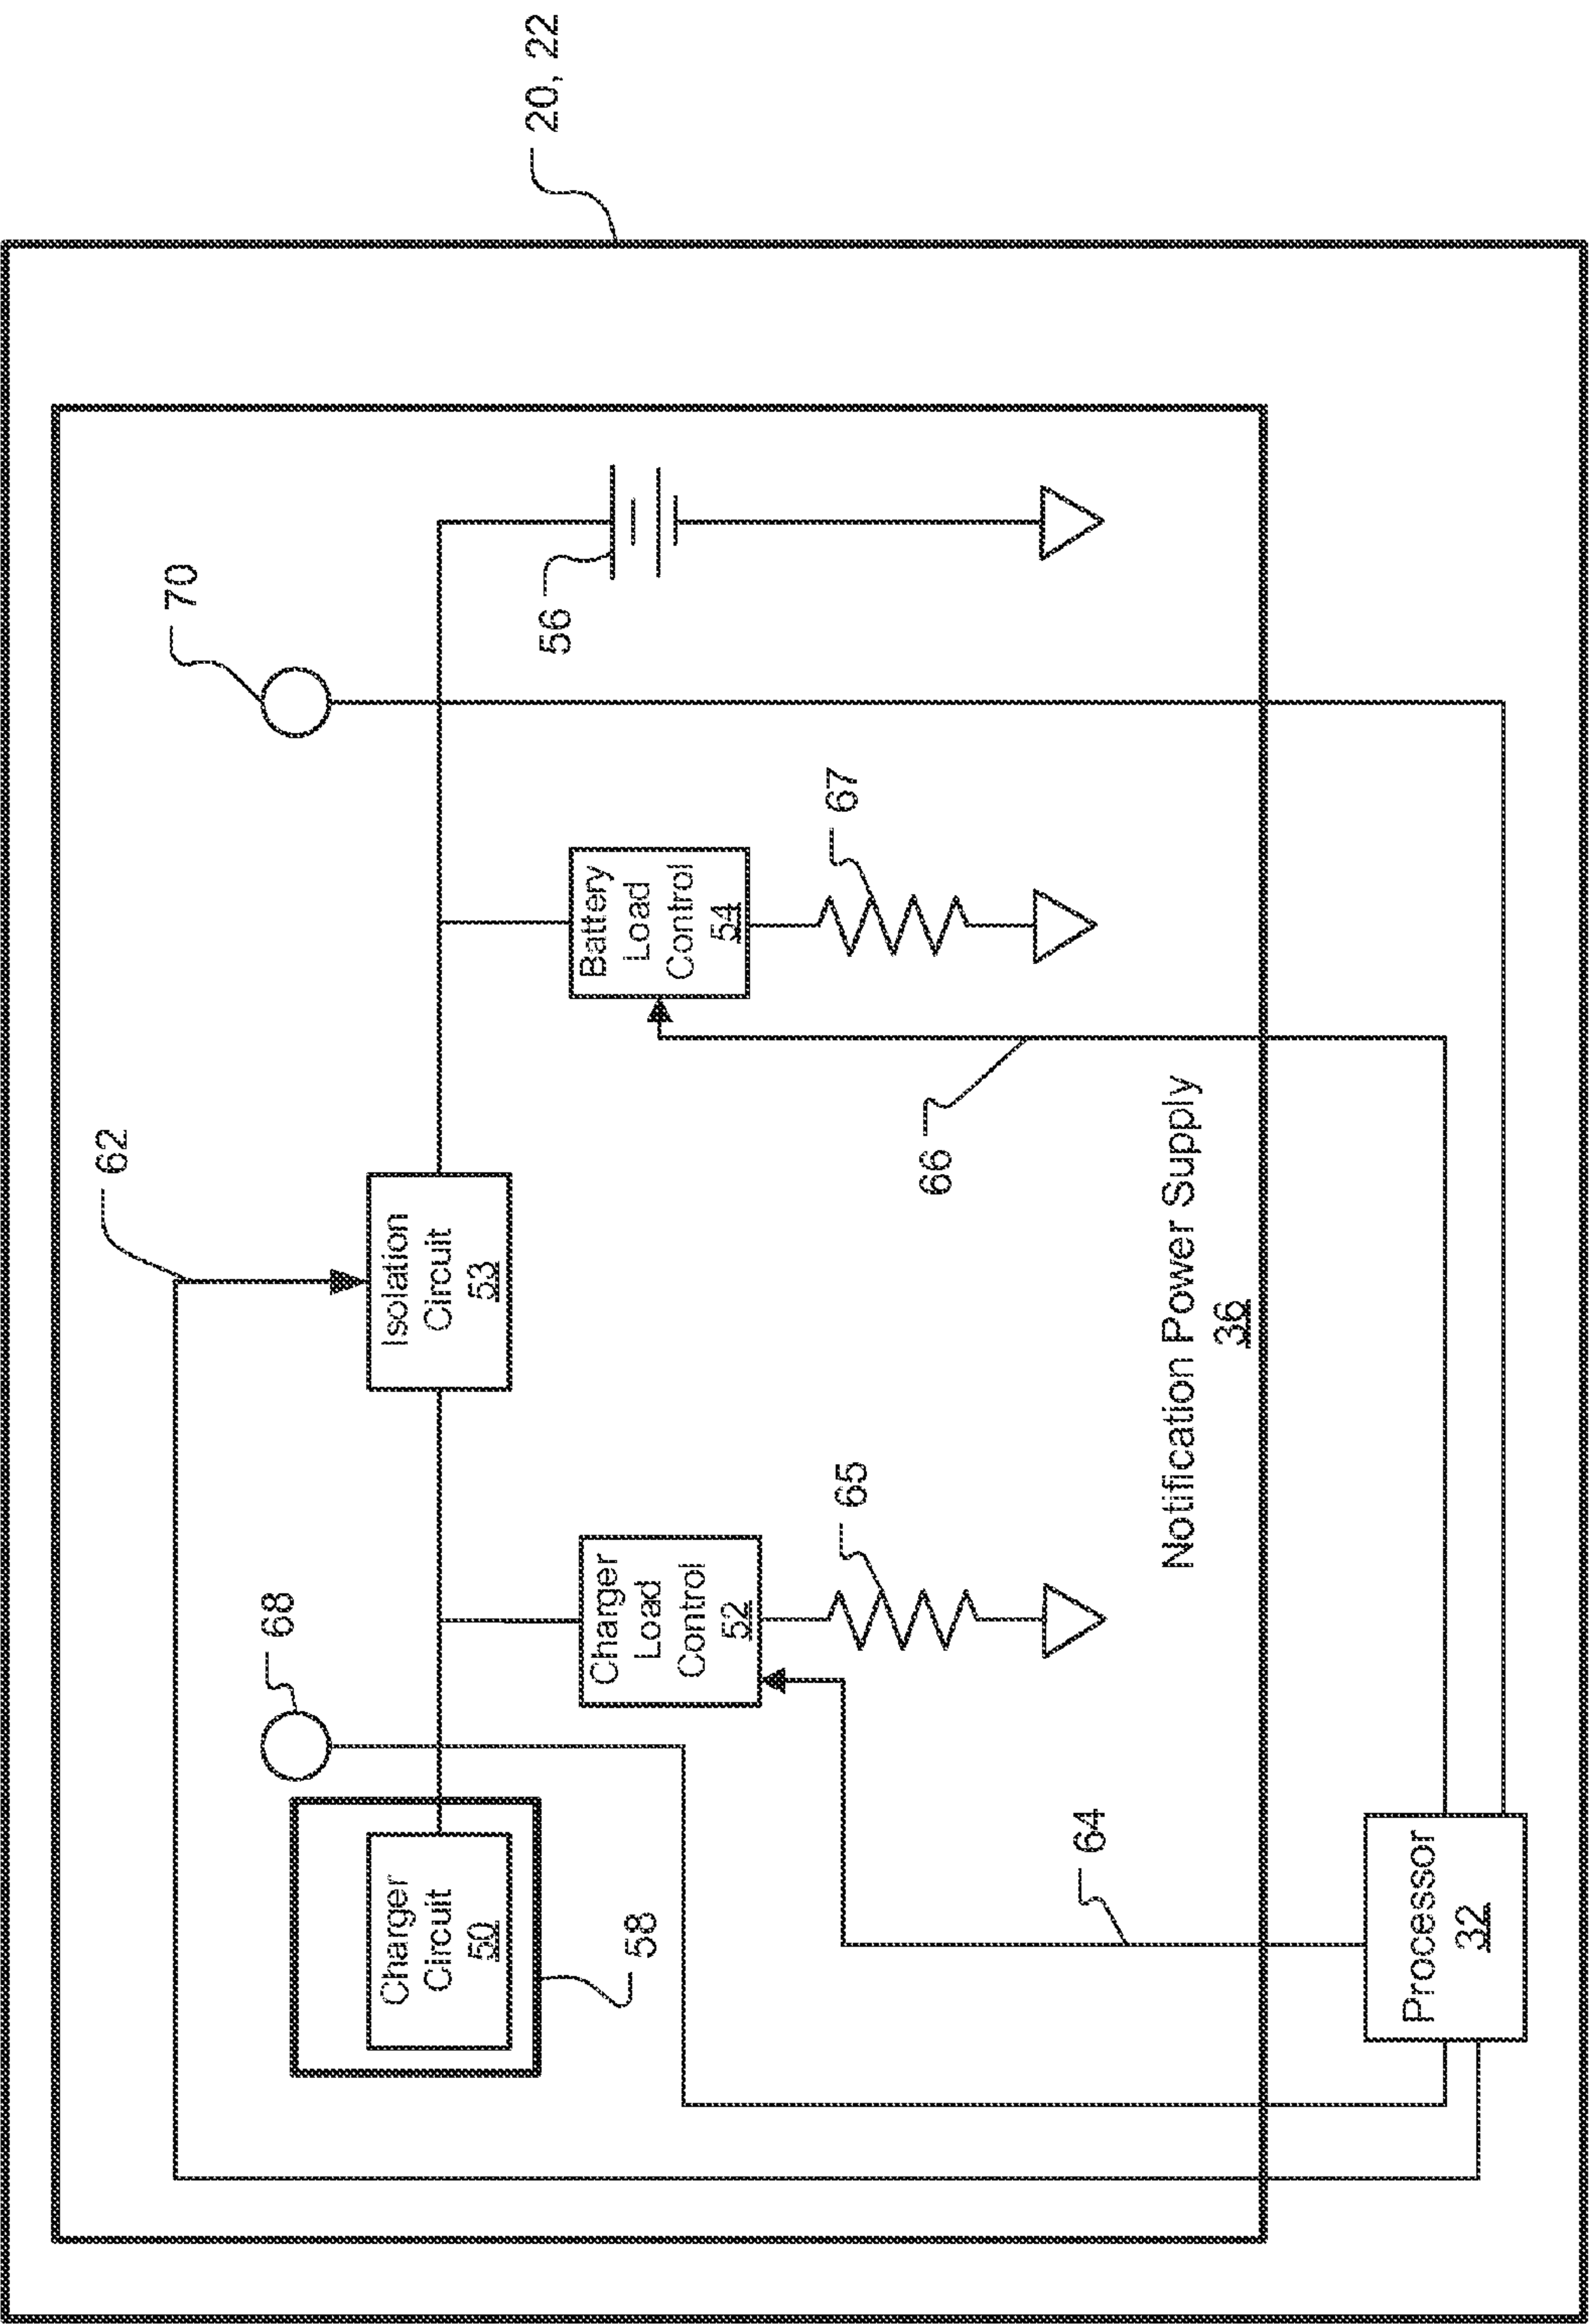 20, 22
70
62
56
68
Isolation
Circuit
53
67
Battery
Load
Control
54
Charger
Circuit
50
65
Charger
Load
Control
52
58
66
64
Notification Power Supply
36
Processor
32